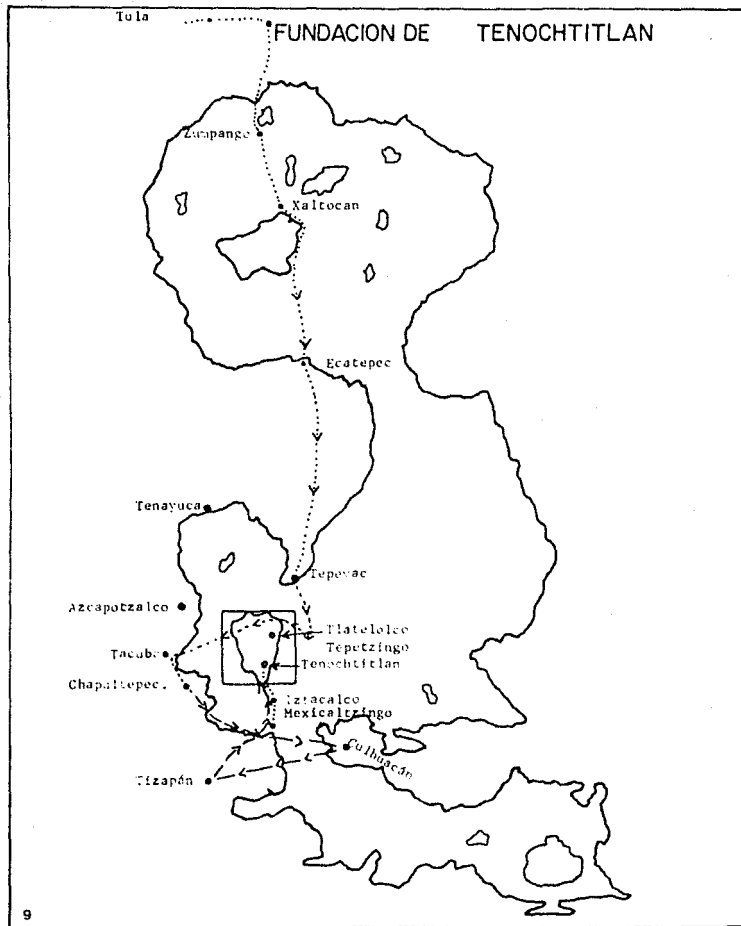 Tula
FUNDACION DE TENOCHTITLAN
Zumpango
Xaltocan
Ecatepec
Tenayuca
Tepeyac
Azcapotzalco
Tlatelolco
Tepetzingo
Tacuba
Tenochtitlan
Chapultepec.
Iztacalco
Mexicaltzingo
Culhuacán
Tizapán
9